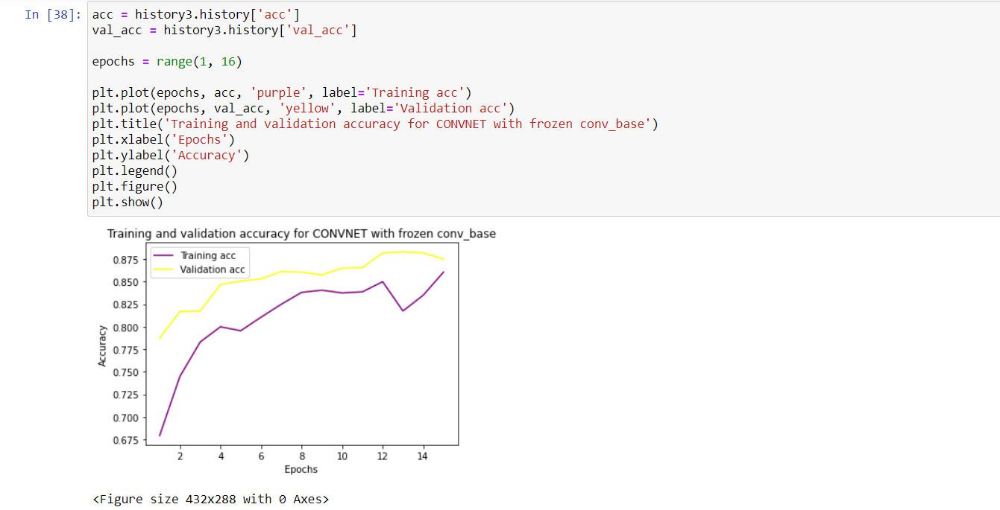 In [38]: acc = history3.history['acc']
val_acc = history3.history['val_acc']
epochs = range(1, 16)
plt.plot(epochs, acc, 'purple', label='Training acc')
plt.plot(epochs, val_acc, 'yellow', label='Validation acc')
plt.title('Training and validation accuracy for CONVNET with frozen conv_base')
plt.xlabel('Epochs')
plt.ylabel('Accuracy')
plt.legend()
plt.figure()
plt.show()
Training and validation accuracy for CONVNET with frozen conv_base
Training acc
Validation acc
0.875
0.850
0.825
0.800
0.775
0.750
0.725
0.700
0.675
Accuracy
2 4 6 8 10 12 14
Epochs
<Figure size 432x288 with 0 Axes>